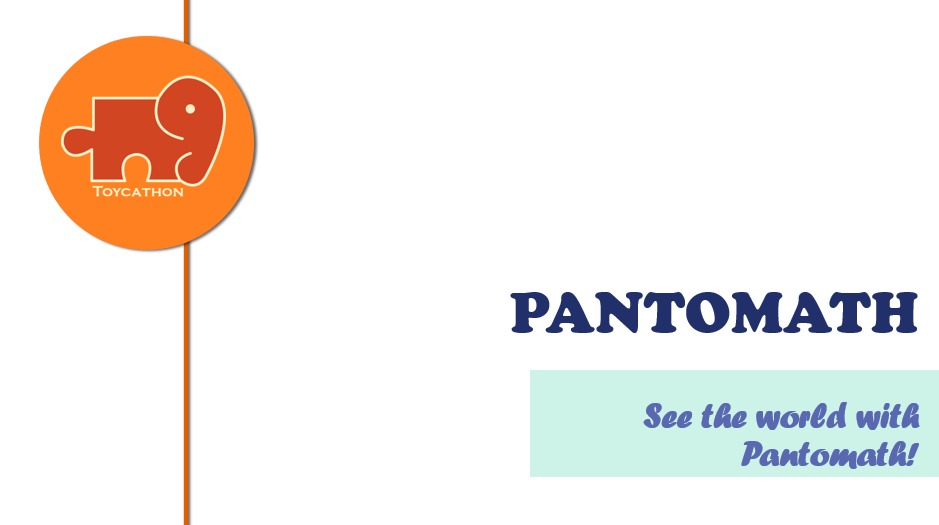 TOYCATHON
PANTOMATH
See the world with
Pantomath!